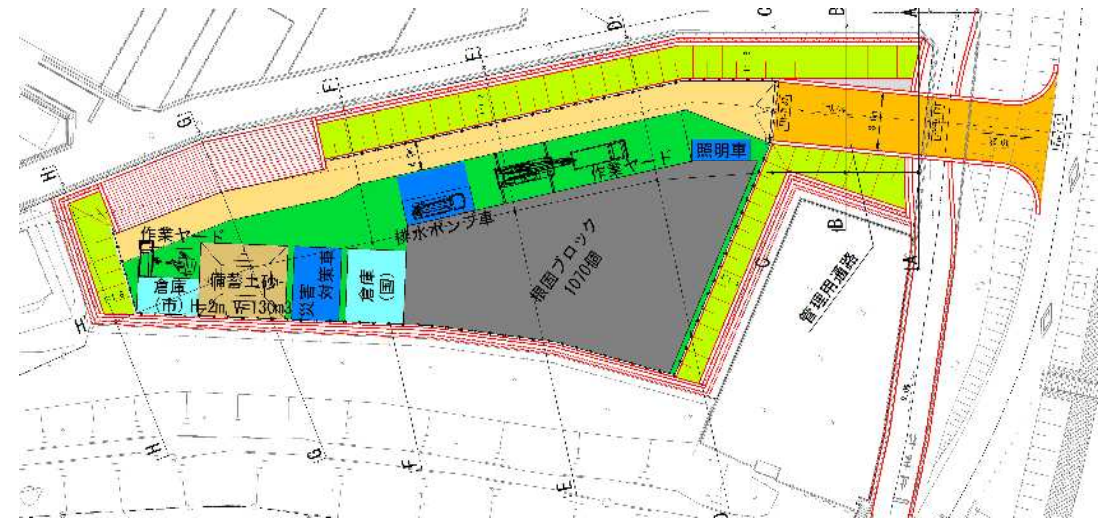 A'
B'
C'
D'
E'
F'
G'
H'
照明車
作業ヤード
排水ポンプ車
作業ヤード
根固ブロック
1070個
倉庫
(市)
備蓄土砂
H=2m V=130m3
災害
対策車
倉庫
(国)
管理用通路
A
B
C
D
E
F
G
H
H